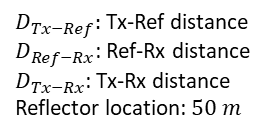 D_{Tx-Ref}: Tx-Ref distance
D_{Ref-Rx}: Ref-Rx distance
D_{Tx-Rx}: Tx-Rx distance
Reflector location: 50 m